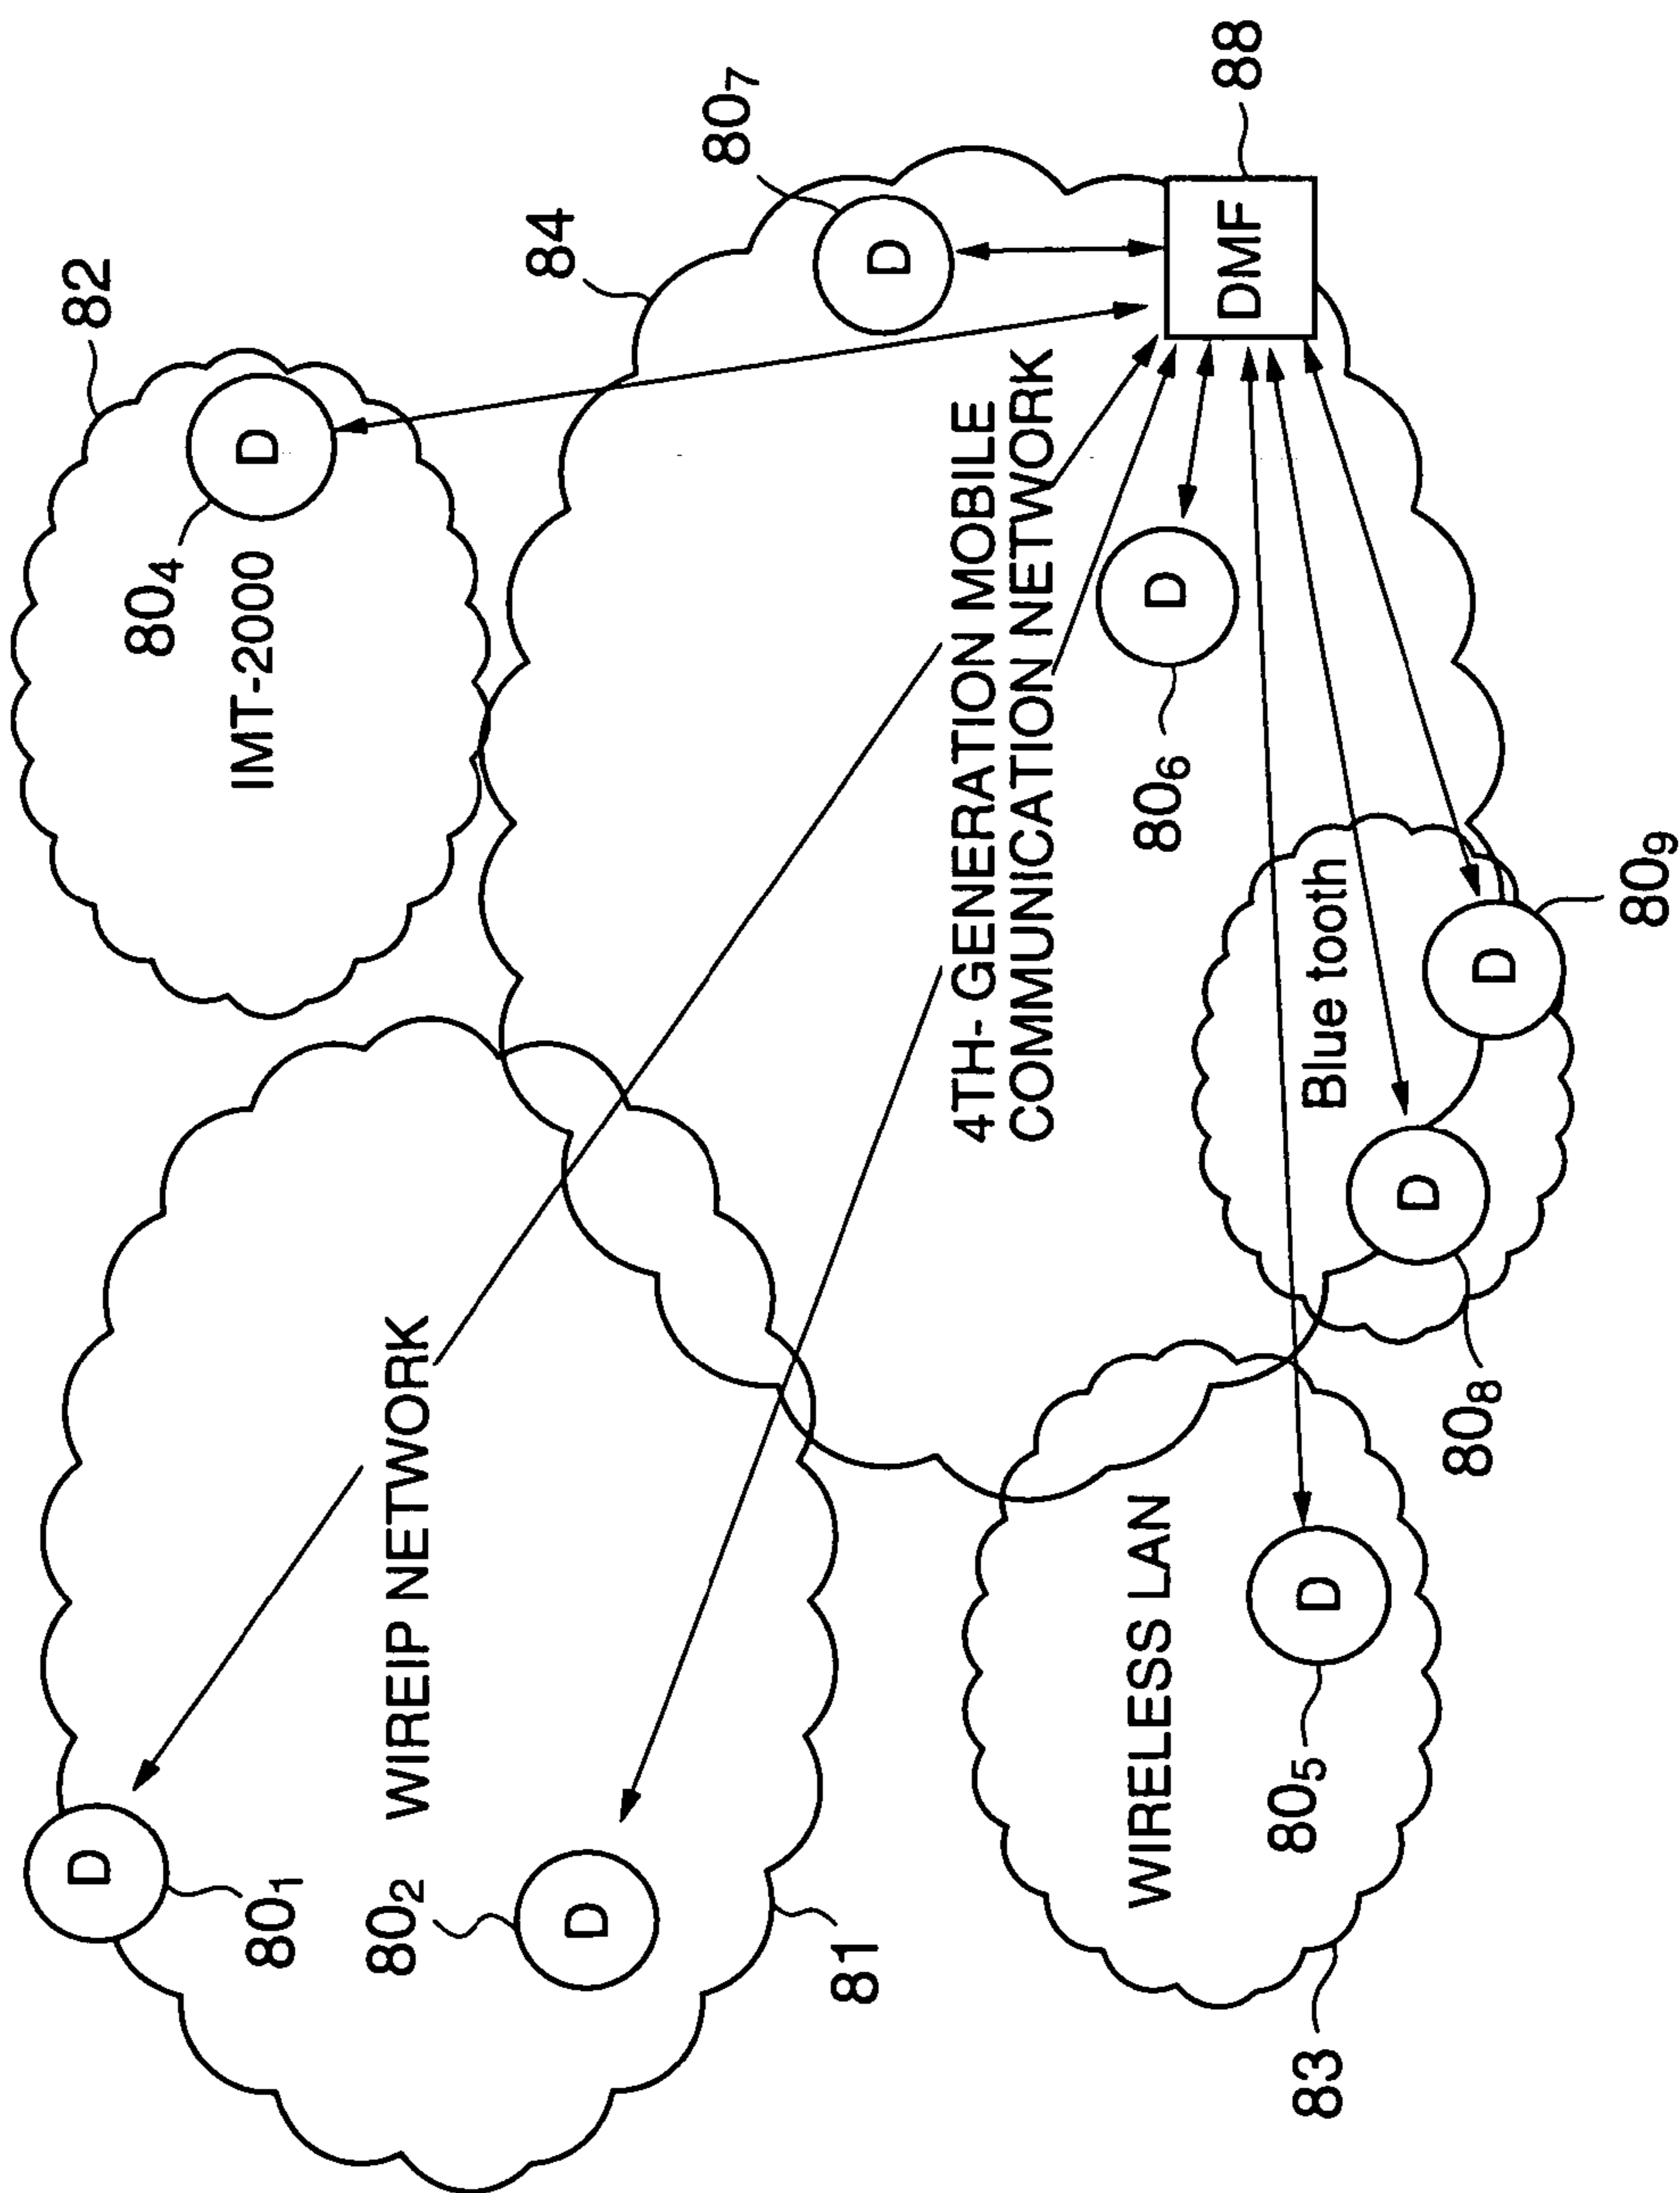 80₁
D
80₂
D
WIREIP NETWORK
81
82
80₄
D
IMT-2000
84
80₇
D
4TH- GENERATION MOBILE
COMMUNICATION NETWORK
DMF
88
80₆
D
WIRELESS LAN
80₅
D
83
Blue tooth
D
80₈
D
80₉